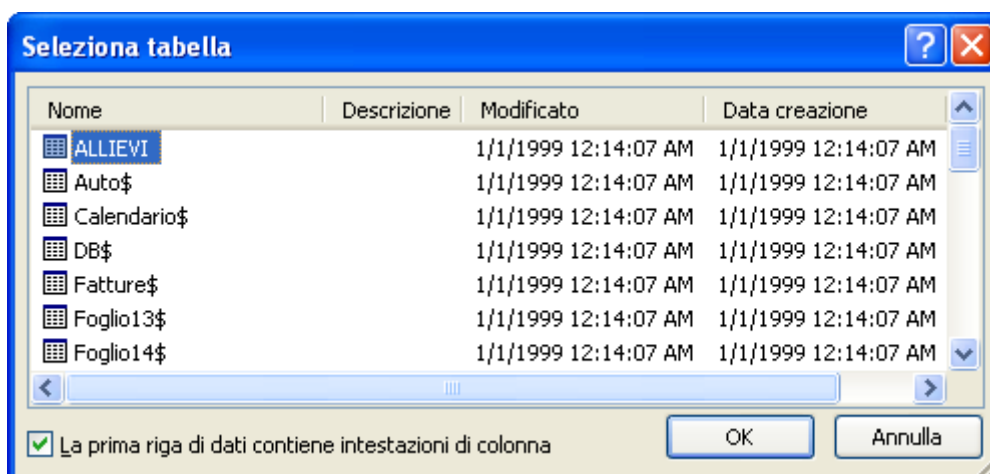 Seleziona tabella
Nome Descrizione Modificato Data creazione
ALLIEVI 1/1/1999 12:14:07 AM 1/1/1999 12:14:07 AM
Auto$ 1/1/1999 12:14:07 AM 1/1/1999 12:14:07 AM
Calendario$ 1/1/1999 12:14:07 AM 1/1/1999 12:14:07 AM
DB$ 1/1/1999 12:14:07 AM 1/1/1999 12:14:07 AM
Fatture$ 1/1/1999 12:14:07 AM 1/1/1999 12:14:07 AM
Foglio13$ 1/1/1999 12:14:07 AM 1/1/1999 12:14:07 AM
Foglio14$ 1/1/1999 12:14:07 AM 1/1/1999 12:14:07 AM
La prima riga di dati contiene intestazioni di colonna OK Annulla